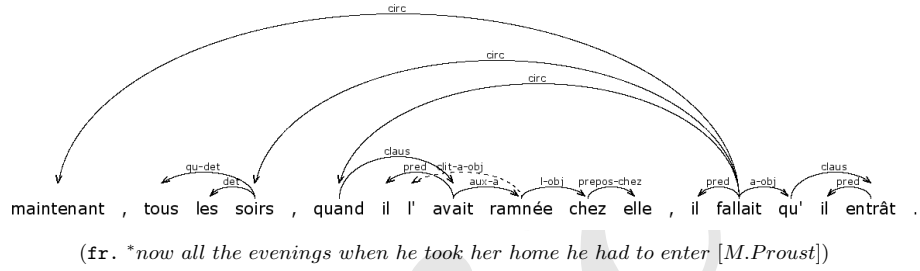 circ
circ
circ
claus claus
qu-det pred clit-a-obj
det aux-a l-obj prepos-chez pred a-obj pred
maintenant , tous les soirs , quand il l' avait ramnée chez elle , il fallait qu' il entrât .
(fr. *now all the evenings when he took her home he had to enter [M.Proust])